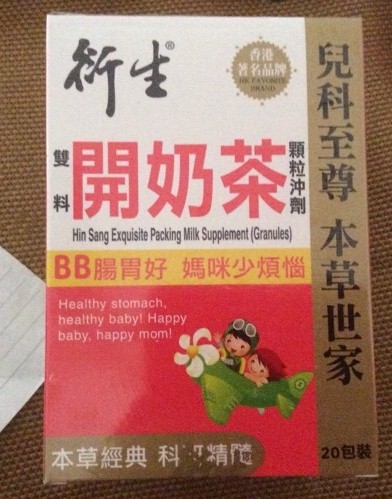 衍生®
香港
著名品牌
HK FAVORITE
BRAND
兒科至尊 本草世家
雙料
開奶茶
顆粒沖劑
Hin Sang Exquisite Packing Milk Supplement (Granules)
BB腸胃好 媽咪少煩惱
Healthy stomach,
healthy baby! Happy
baby, happy mom!
本草經典 科 精髓
20包裝